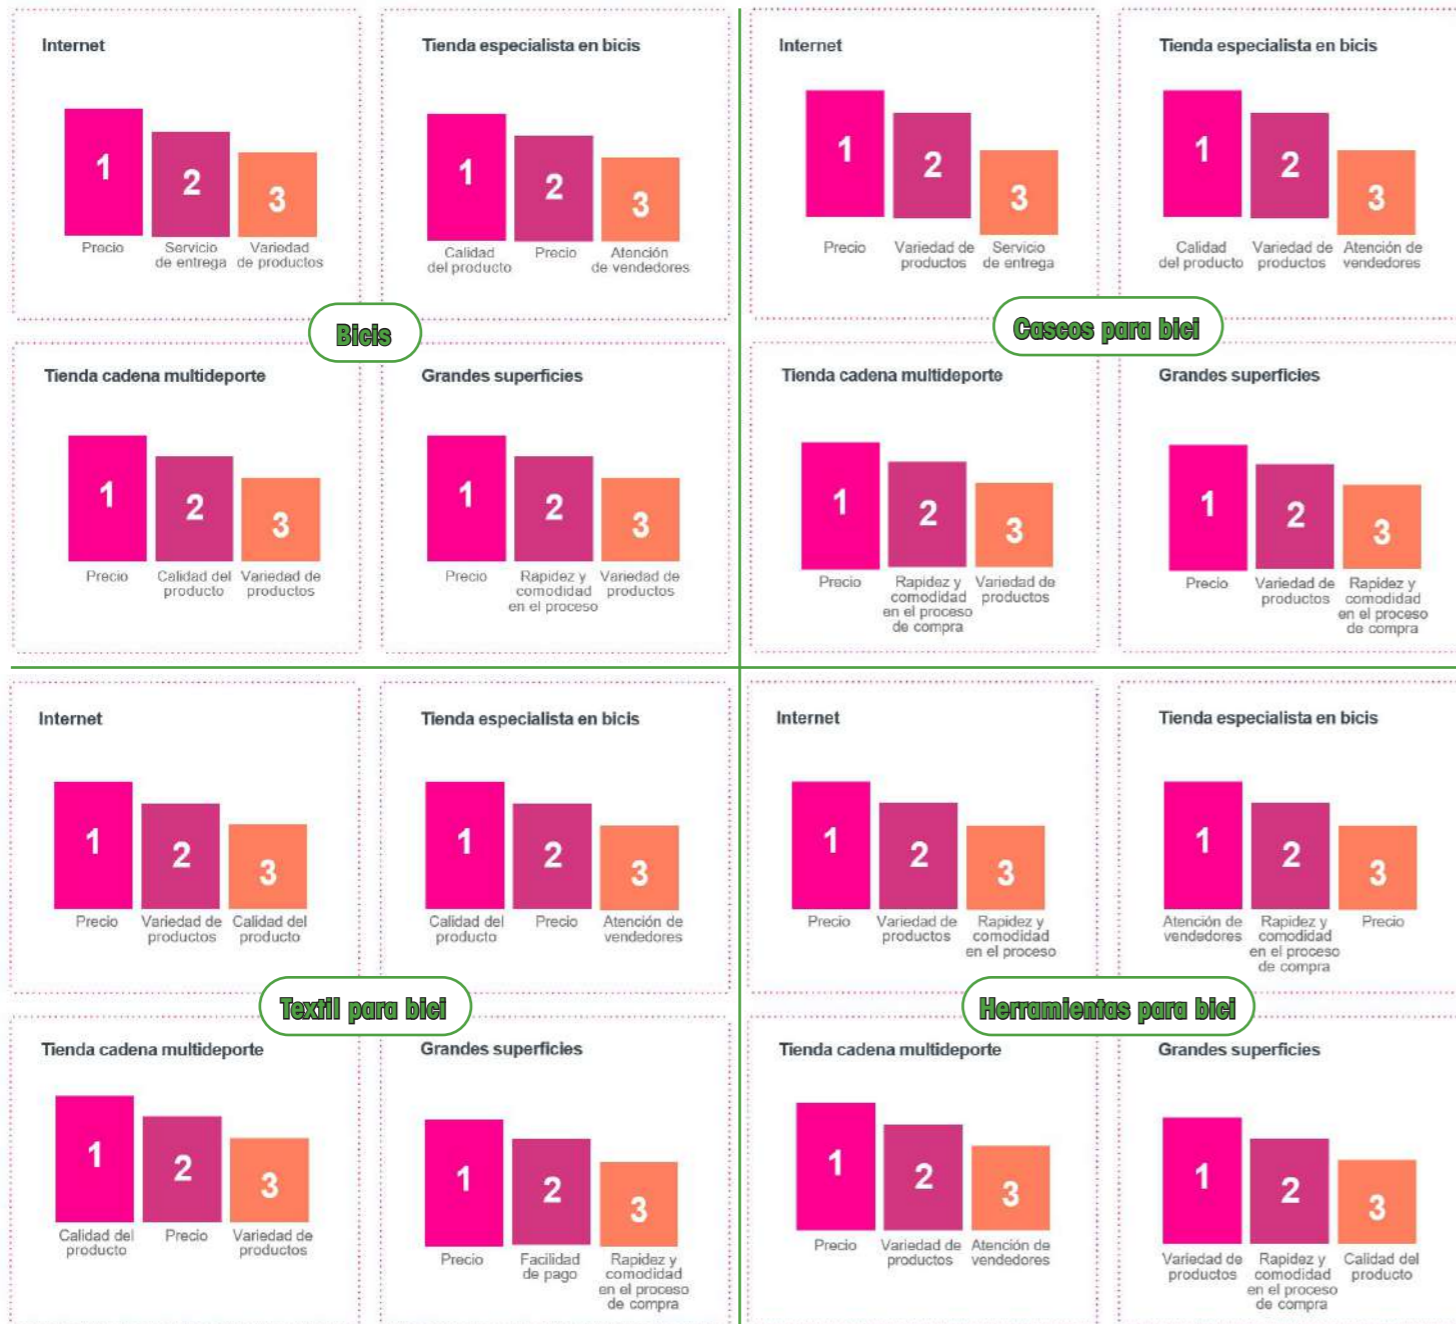 Internet
1
2
3
Precio
Servicio
de entrega
Variedad
de productos
Tienda especialista en bicis
1
2
3
Calidad
del producto
Precio
Atención
de vendedores
Bicis
Tienda cadena multideporte
1
2
3
Precio
Calidad del
producto
Variedad de
productos
Grandes superficies
1
2
3
Precio
Rapidez y
comodidad
en el proceso
Variedad de
productos
Internet
1
2
3
Precio
Variedad de
productos
Servicio
de entrega
Tienda especialista en bicis
1
2
3
Calidad
del producto
Variedad de
productos
Atención de
vendedores
Cascos para bici
Tienda cadena multideporte
1
2
3
Precio
Rapidez y
comodidad
en el proceso
de compra
Variedad de
productos
Grandes superficies
1
2
3
Precio
Variedad de
productos
Rapidez y
comodidad
en el proceso
de compra
Internet
1
2
3
Precio
Variedad de
productos
Calidad del
producto
Tienda especialista en bicis
1
2
3
Calidad del
producto
Precio
Atención de
vendedores
Textil para bici
Tienda cadena multideporte
1
2
3
Calidad del
producto
Precio
Variedad de
productos
Grandes superficies
1
2
3
Precio
Facilidad
de pago
Rapidez y
comodidad
en el proceso
de compra
Internet
1
2
3
Precio
Variedad de
productos
Rapidez y
comodidad
en el proceso
Tienda especialista en bicis
1
2
3
Atención de
vendedores
Rapidez y
comodidad
en el proceso
de compra
Precio
Herramientas para bici
Tienda cadena multideporte
1
2
3
Precio
Variedad de
productos
Atención de
vendedores
Grandes superficies
1
2
3
Variedad de
productos
Rapidez y
comodidad
en el proceso
de compra
Calidad del
producto